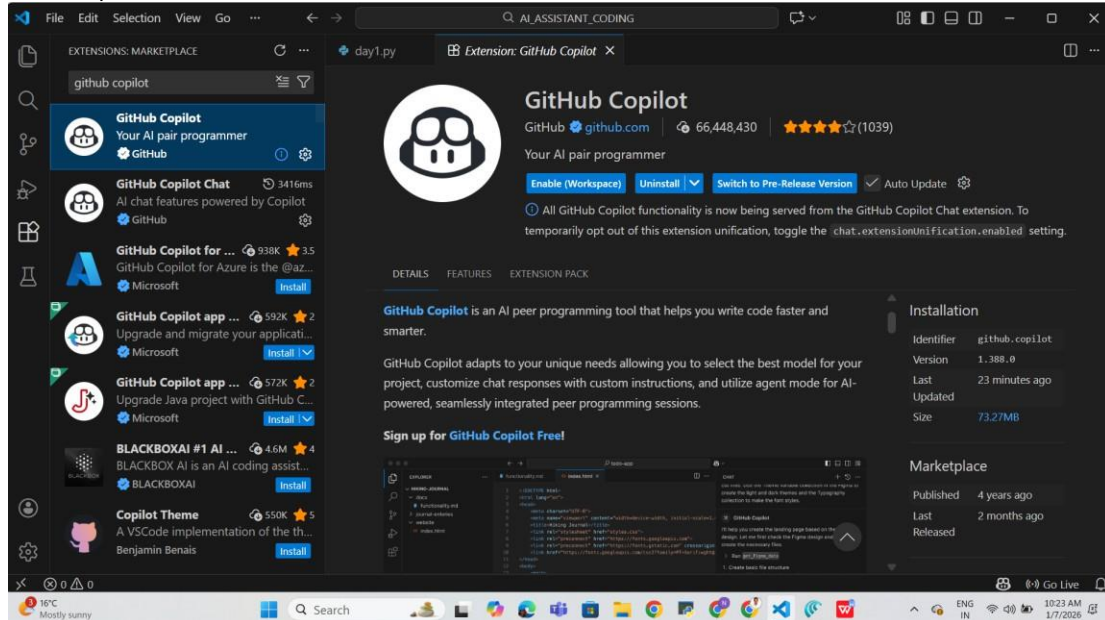 File Edit Selection View Go ··· AI_ASSISTANT_CODING
EXTENSIONS: MARKETPLACE
github copilot
GitHub Copilot
Your AI pair programmer
GitHub
GitHub Copilot Chat 3416ms
AI chat features powered by Copilot
GitHub
GitHub Copilot for ... 938K 3.5
GitHub Copilot for Azure is the @az...
Microsoft Install
GitHub Copilot app ... 592K 2
Upgrade and migrate your applicati...
Microsoft Install
GitHub Copilot app ... 572K 2
Upgrade Java project with GitHub C...
Microsoft Install
BLACKBOXAI #1 AI ... 4.6M 4
BLACKBOX AI is an AI coding assist...
BLACKBOXAI Install
Copilot Theme 550K 5
A VSCode implementation of the th...
Benjamin Benais Install
day1.py Extension: GitHub Copilot
GitHub Copilot
GitHub github.com 66,448,430 (1039)
Your AI pair programmer
Enable (Workspace) Uninstall Switch to Pre-Release Version Auto Update
All GitHub Copilot functionality is now being served from the GitHub Copilot Chat extension. To
temporarily opt out of this extension unification, toggle the chat.extensionUnification.enabled setting.
DETAILS FEATURES EXTENSION PACK
GitHub Copilot is an AI peer programming tool that helps you write code faster and
smarter.
GitHub Copilot adapts to your unique needs allowing you to select the best model for your
project, customize chat responses with custom instructions, and utilize agent mode for AI-
powered, seamlessly integrated peer programming sessions.
Sign up for GitHub Copilot Free!
Installation
Identifier github.copilot
Version 1.388.0
Last Updated 23 minutes ago
Size 73.27MB
Marketplace
Published 4 years ago
Last Released 2 months ago
0 0 Go Live
3 16°C
Mostly sunny
Search
ENG
IN
10:23 AM
1/7/2026